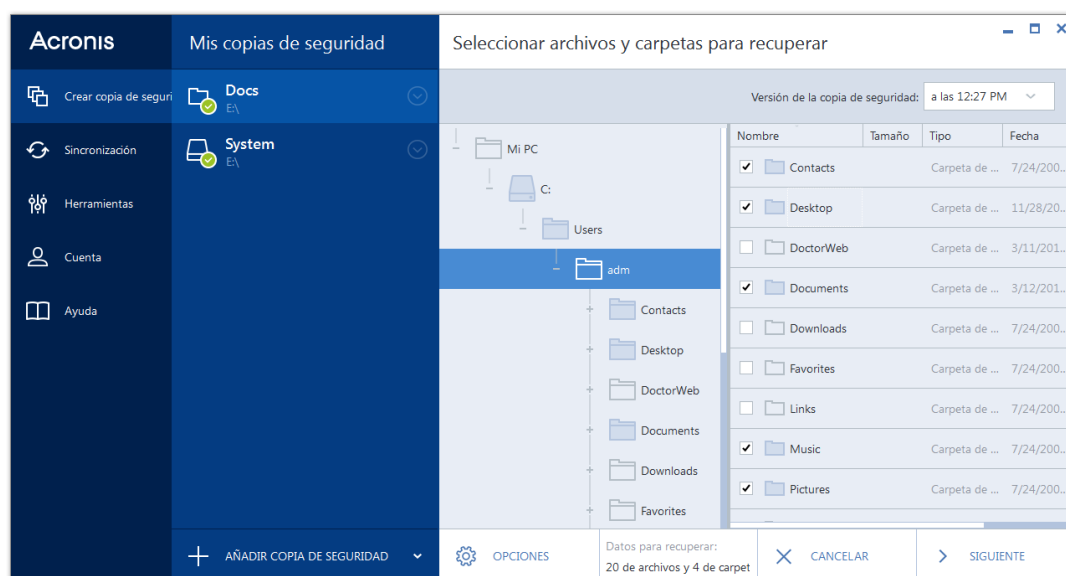 Acronis
Mis copias de seguridad
Seleccionar archivos y carpetas para recuperar
Crear copia de seguri
Sincronización
Herramientas
Cuenta
Ayuda
Docs
E:\
System
E:\
AÑADIR COPIA DE SEGURIDAD
Versión de la copia de seguridad: a las 12:27 PM
Mi PC
C:
Users
adm
Contacts
Desktop
DoctorWeb
Documents
Downloads
Favorites
Nombre Tamaño Tipo Fecha
Contacts Carpeta de ... 7/24/200...
Desktop Carpeta de ... 11/28/20...
DoctorWeb Carpeta de ... 3/11/201...
Documents Carpeta de ... 3/12/201...
Downloads Carpeta de ... 7/24/200...
Favorites Carpeta de ... 7/24/200...
Links Carpeta de ... 7/24/200...
Music Carpeta de ... 7/24/200...
Pictures Carpeta de ... 7/24/200...
OPCIONES
Datos para recuperar:
20 de archivos y 4 de carpet
CANCELAR
SIGUIENTE